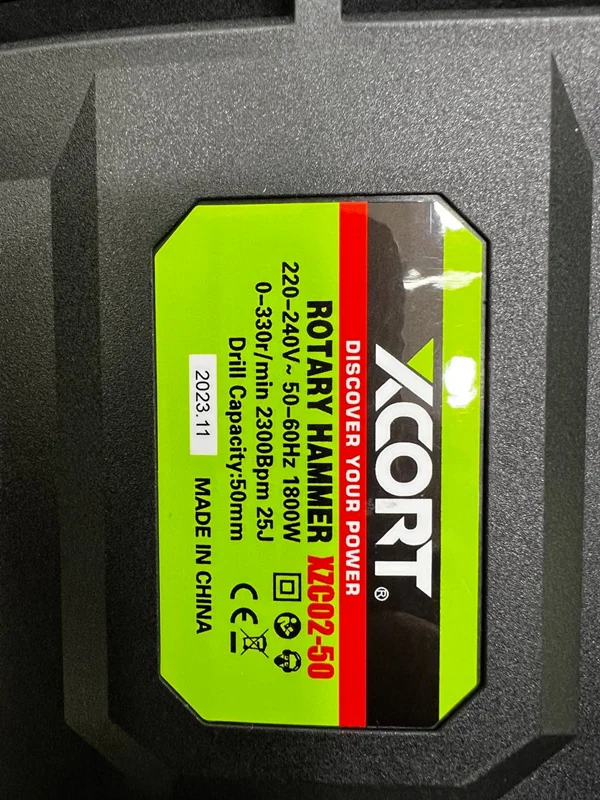 XCORT®
DISCOVER YOUR POWER
ROTARY HAMMER XZC02-50
220-240V~ 50-60Hz 1800W
0-330r/min 2300Bpm 25J
Drill Capacity:50mm
CE
2023.11 MADE IN CHINA